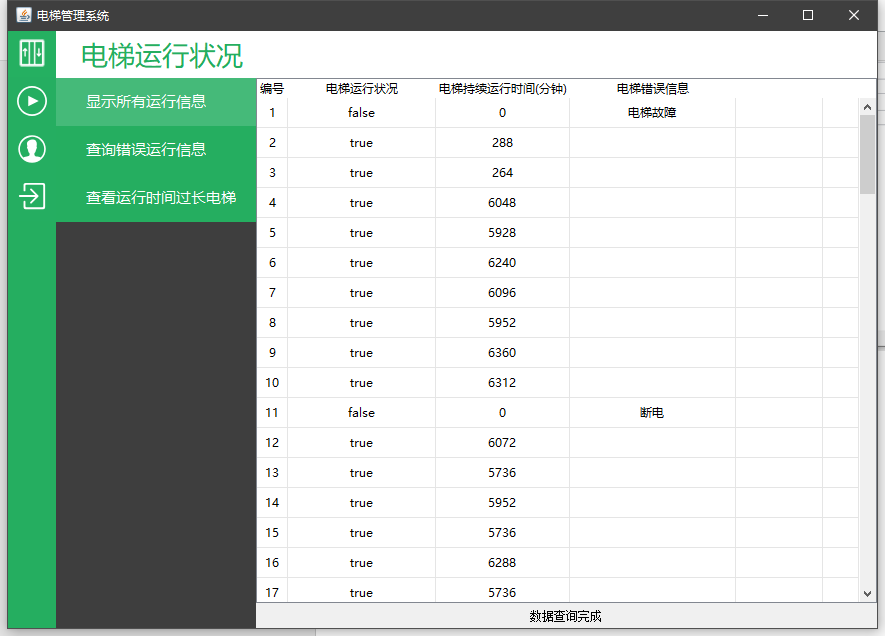 电梯管理系统
电梯运行状况
显示所有运行信息
查询错误运行信息
查看运行时间过长电梯
编号 电梯运行状况 电梯持续运行时间(分钟) 电梯错误信息
1 false 0 电梯故障
2 true 288
3 true 264
4 true 6048
5 true 5928
6 true 6240
7 true 6096
8 true 5952
9 true 6360
10 true 6312
11 false 0 断电
12 true 6072
13 true 5736
14 true 5952
15 true 5736
16 true 6288
17 true 5736
数据查询完成